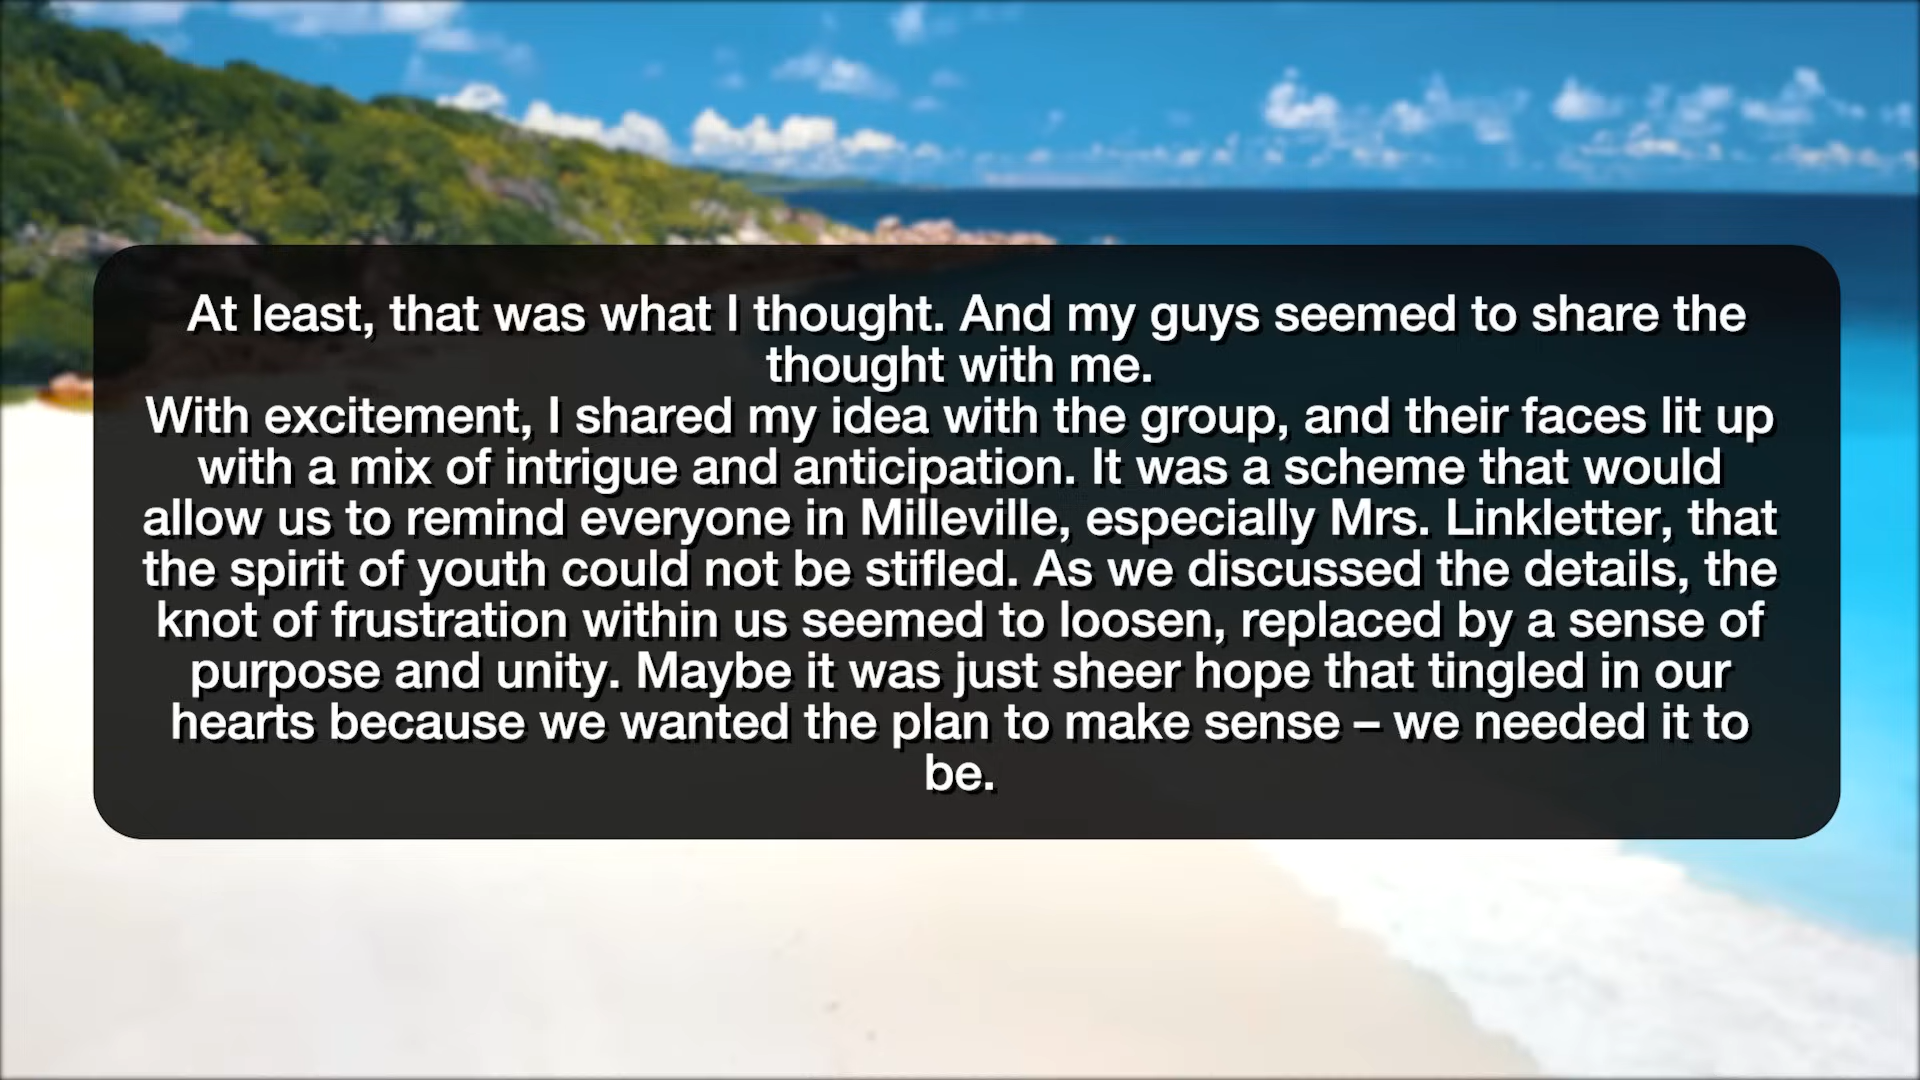 At least, that was what I thought. And my guys seemed to share the
thought with me.
With excitement, I shared my idea with the group, and their faces lit up
with a mix of intrigue and anticipation. It was a scheme that would
allow us to remind everyone in Milleville, especially Mrs. Linkletter, that
the spirit of youth could not be stifled. As we discussed the details, the
knot of frustration within us seemed to loosen, replaced by a sense of
purpose and unity. Maybe it was just sheer hope that tingled in our
hearts because we wanted the plan to make sense – we needed it to
be.